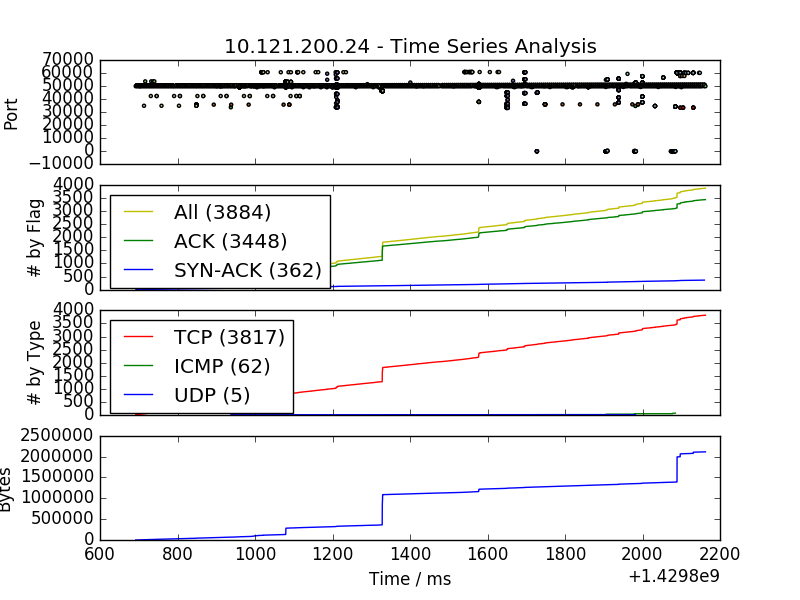 10.121.200.24 - Time Series Analysis
70000
60000
50000
40000
30000
20000
10000
0
−10000
Port
4000
3500
3000
2500
2000
1500
1000
500
0
# by Flag
All (3884)
ACK (3448)
SYN-ACK (362)
4000
3500
3000
2500
2000
1500
1000
500
0
# by Type
TCP (3817)
ICMP (62)
UDP (5)
2500000
2000000
1500000
1000000
500000
0
Bytes
600 800 1000 1200 1400 1600 1800 2000 2200
Time / ms
+1.4298e9